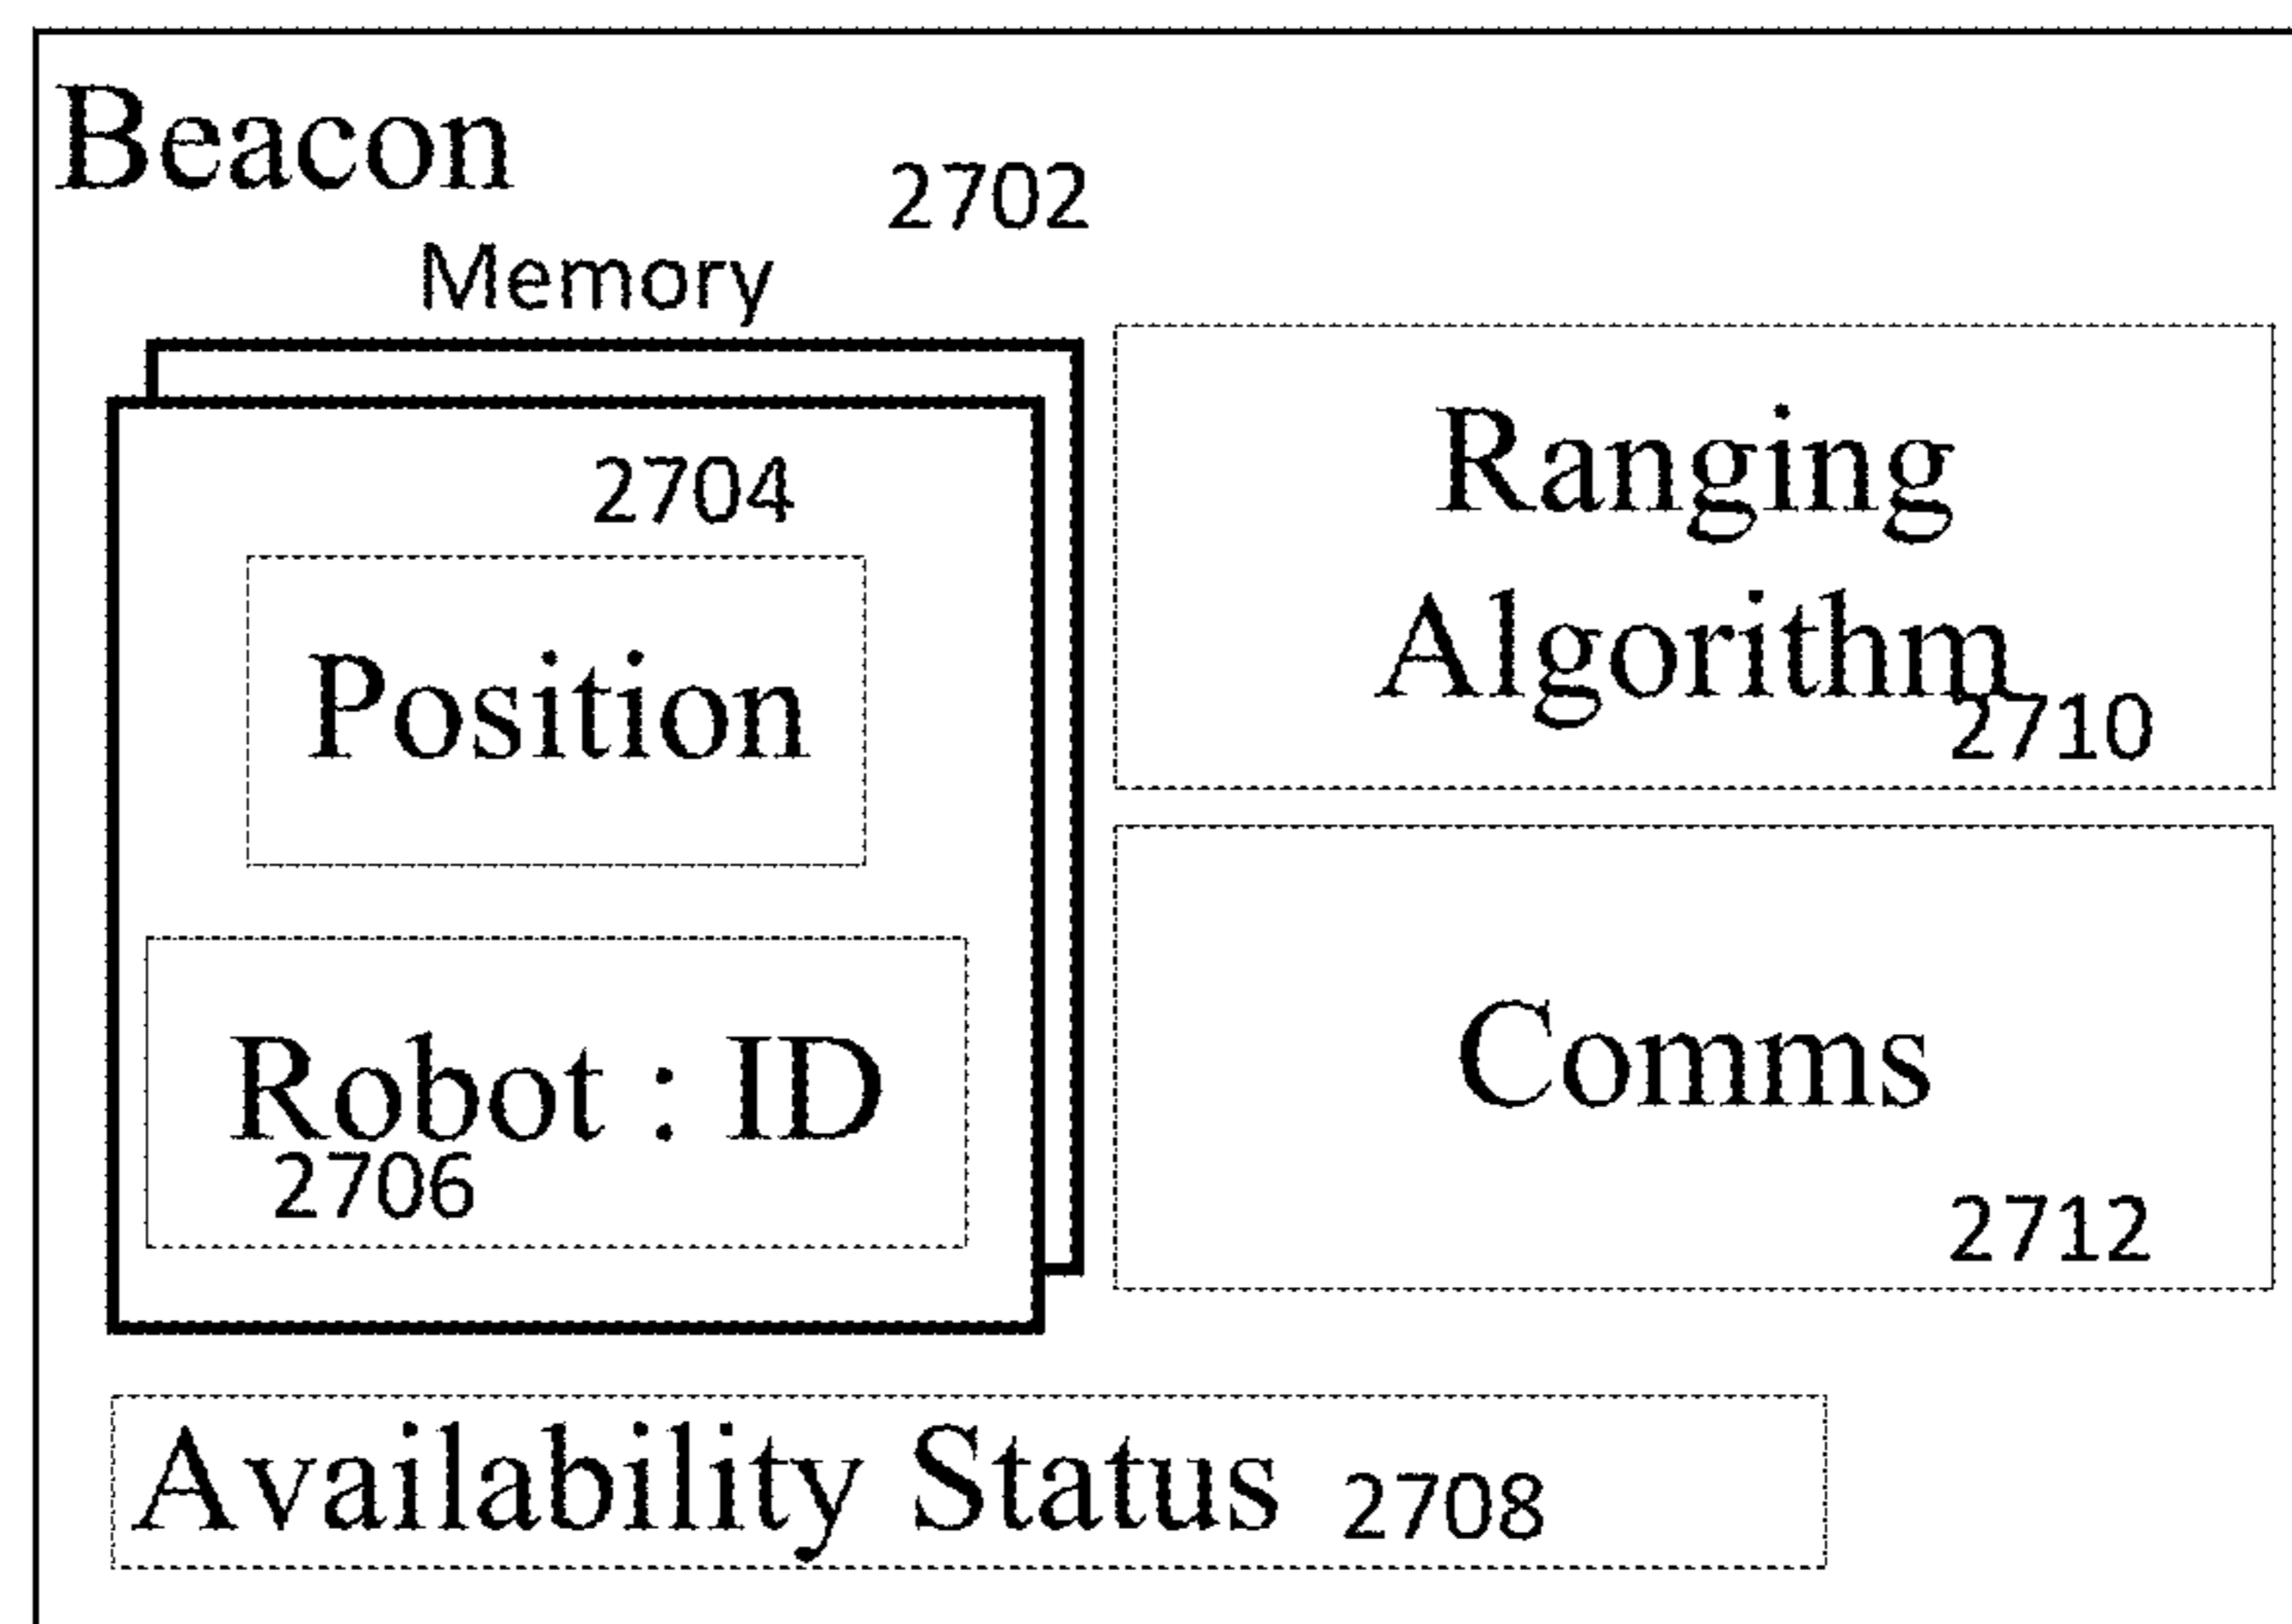 Beacon
2702
Memory
2704
Position
Robot : ID
2706
Ranging
Algorithm
2710
Comms
2712
Availability Status 2708